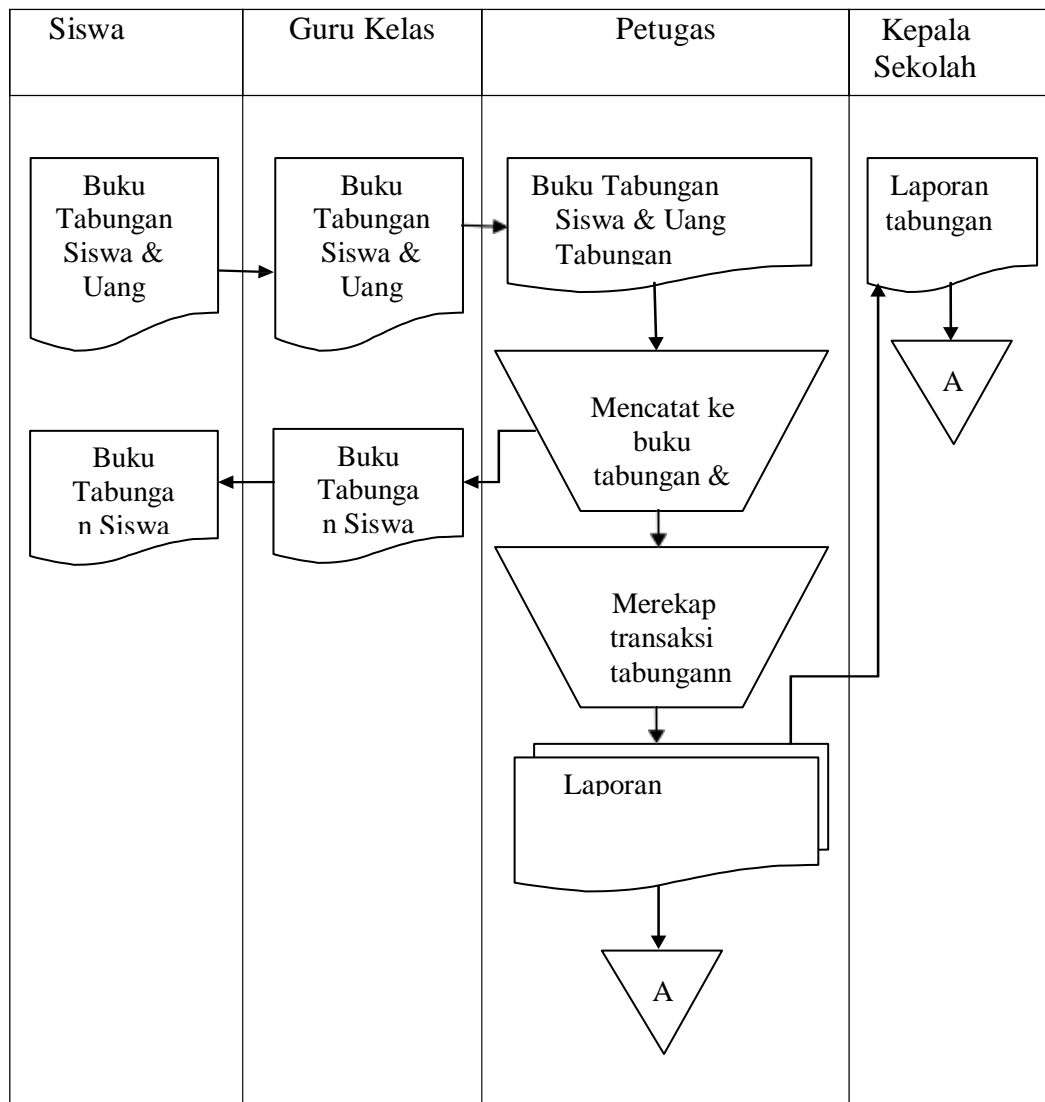 Siswa
Guru Kelas
Petugas
Kepala
Sekolah
Buku
Tabungan
Siswa &
Uang
Buku
Tabungan
Siswa &
Uang
Buku Tabungan
Siswa & Uang
Tabungan
Laporan
tabungan
A
Mencatat ke
buku
tabungan &
Buku
Tabunga
n Siswa
Buku
Tabunga
n Siswa
Merekap
transaksi
tabungann
Laporan
A